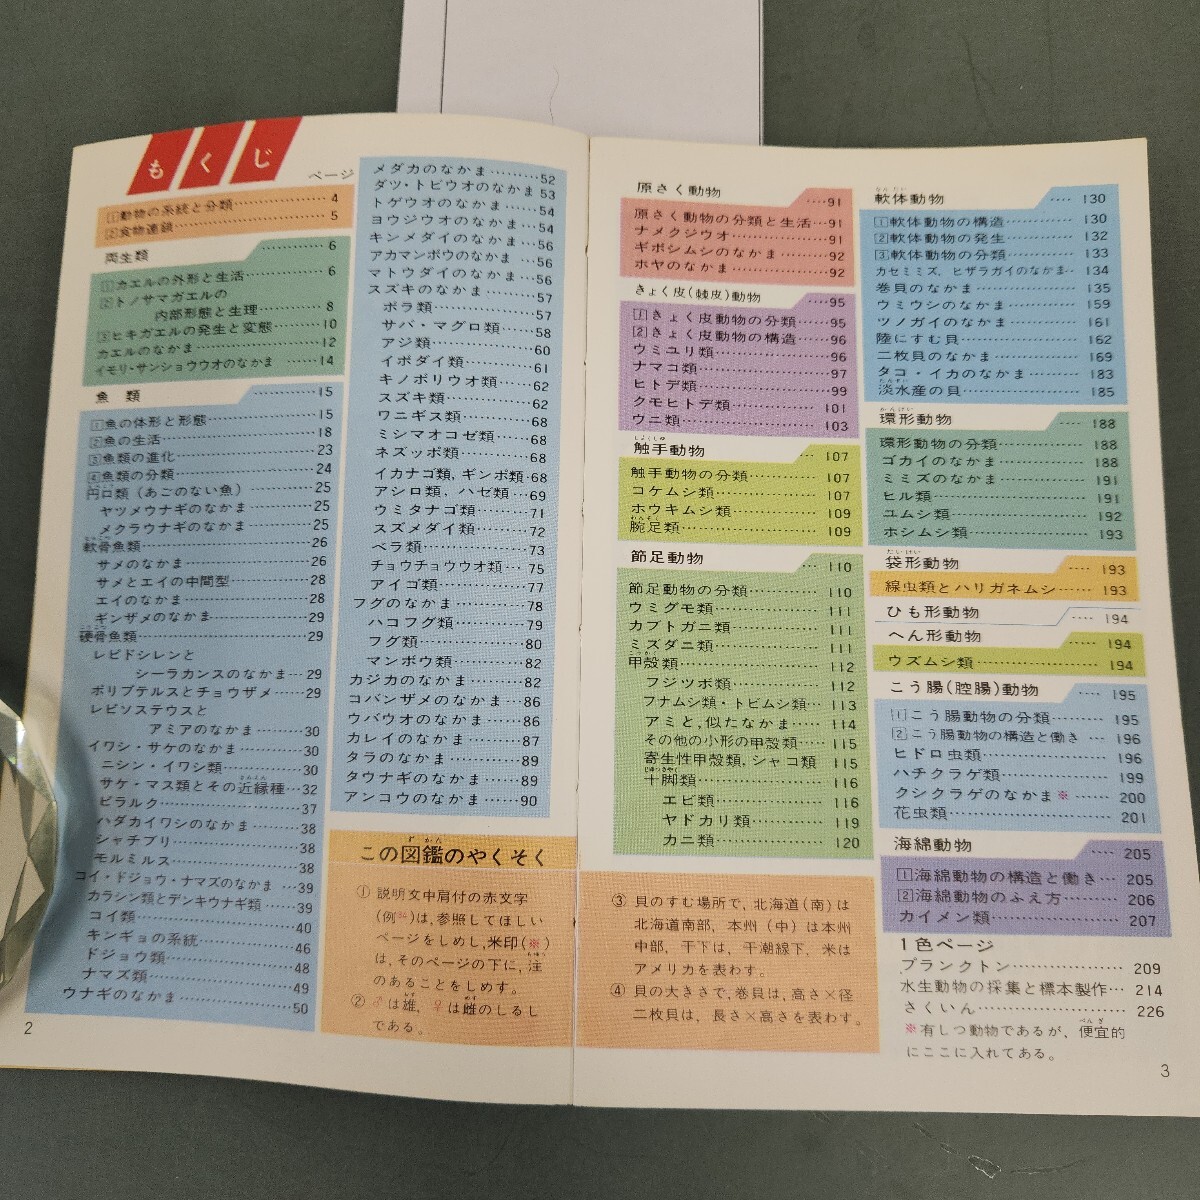 もくじ
ページ
1動物の系統と分類………………4
2食物連鎖………………5
両生類………………6
1カエルの外形と生活………………6
2トノサマガエルの
内部形態と生理………………8
3ヒキガエルの発生と変態………………10
カエルのなかま………………12
イモリ・サンショウウオのなかま………………14
魚類………………15
1魚の体形と形態………………15
2魚の生活………………18
3魚類の進化………………23
4魚類の分類………………24
円口類（あごのない魚）………………25
ヤツメウナギのなかま………………25
メクラウナギのなかま………………25
軟骨魚類………………26
サメのなかま………………26
サメとエイの中間型………………28
エイのなかま………………28
ギンザメのなかま………………29
硬骨魚類………………29
レピドシレンと
シーラカンスのなかま…29
ポリプテルスとチョウザメ……29
レピソステウスと
アミアのなかま………30
イワシ・サケのなかま………30
ニシン・イワシ類………30
サケ・マス類とその近縁種…32
ピラルク………………37
ハダカイワシのなかま………38
シャチブリ………………38
モルミルス………………38
コイ・ドジョウ・ナマズのなかま…39
カラシン類とデンキウナギ類…39
コイ類………………40
キンギョの系統………………46
ドジョウ類………………48
ナマズ類………………49
ウナギのなかま………………50
2
メダカのなかま………52
ダツ・トビウオのなかま53
トゲウオのなかま……54
ヨウジウオのなかま……54
キンメダイのなかま……56
アカマンボウのなかま…56
マトウダイのなかま…56
スズキのなかま………57
ボラ類………57
サバ・マグロ類………58
アジ類………60
イボダイ類………61
キノボリウオ類………62
スズキ類………62
ワニギス類………68
ミシマオコゼ類………68
ネズッポ類………68
イカナゴ類,ギンポ類・68
アシロ類,ハゼ類…69
ウミタナゴ類………71
スズメダイ類………72
ベラ類………73
チョウチョウウオ類…75
アイゴ類………77
フグのなかま………78
ハコフグ類………79
フグ類………80
マンボウ類………82
カジカのなかま………82
コバンザメのなかま…86
ウバウオのなかま……86
カレイのなかま………87
タラのなかま………89
タウナギのなかま……89
アンコウのなかま……90
この図鑑のやくそく
① 説明文中肩付の赤文字
(例)は,参照してほしい
ページをしめし,米印(※)
は,そのページの下に,注
のあることをしめす。
② ♂は雄,♀は雌のしるし
である。
原さく動物……91
原さく動物の分類と生活…91
ナメクジウオ………91
ギボシムシのなかま………92
ホヤのなかま………92
きょく皮(棘皮)動物……95
1きょく皮動物の分類………95
2きょく皮動物の構造………96
ウミユリ類………96
ナマコ類………97
ヒトデ類………99
クモヒトデ類………101
ウニ類………103
触手動物…107
触手動物の分類………107
コケムシ類………107
ホウキムシ類………109
腕足類………109
節足動物…110
節足動物の分類………110
ウミグモ類………111
カブトガニ類………111
ミズダニ類………111
甲殻類………112
フジツボ類………112
フナムシ類・トビムシ類…113
アミと,似たなかま……114
その他の小形の甲殻類……115
寄生性甲殻類,シャコ類 115
十脚類………116
エビ類………116
ヤドカリ類………119
カニ類………120
③ 貝のすむ場所で,北海道(南)は
北海道南部,本州(中)は本州
中部,干下は,干潮線下,米は
アメリカを表わす。
④ 貝の大きさで,巻貝は,高さ×径
二枚貝は,長さ×高さを表わす。
軟体動物……130
1軟体動物の構造………130
2軟体動物の発生………132
3軟体動物の分類………133
カセミミズ,ヒザラガイのなかま…134
巻貝のなかま………135
ウミウシのなかま………159
ツノガイのなかま………161
陸にすむ貝………162
二枚貝のなかま………169
タコ・イカのなかま………183
淡水産の貝………185
環形動物……188
環形動物の分類………188
ゴカイのなかま………188
ミミズのなかま………191
ヒル類………191
ユムシ類………192
ホシムシ類………193
袋形動物……193
線虫類とハリガネムシ……193
ひも形動物……194
へん形動物……194
ウズムシ類………194
こう腸(腔腸)動物……195
1こう腸動物の分類………195
2こう腸動物の構造と働き…196
ヒドロ虫類………196
ハチクラゲ類………199
クシクラゲのなかま※……200
花虫類………201
海綿動物……205
1海綿動物の構造と働き…205
2海綿動物のふえ方………206
カイメン類………207
1色ページ
プランクトン………209
水生動物の採集と標本製作…214
さくいん………226
※有しつ動物であるが,便宜的
にここに入れてある。
3